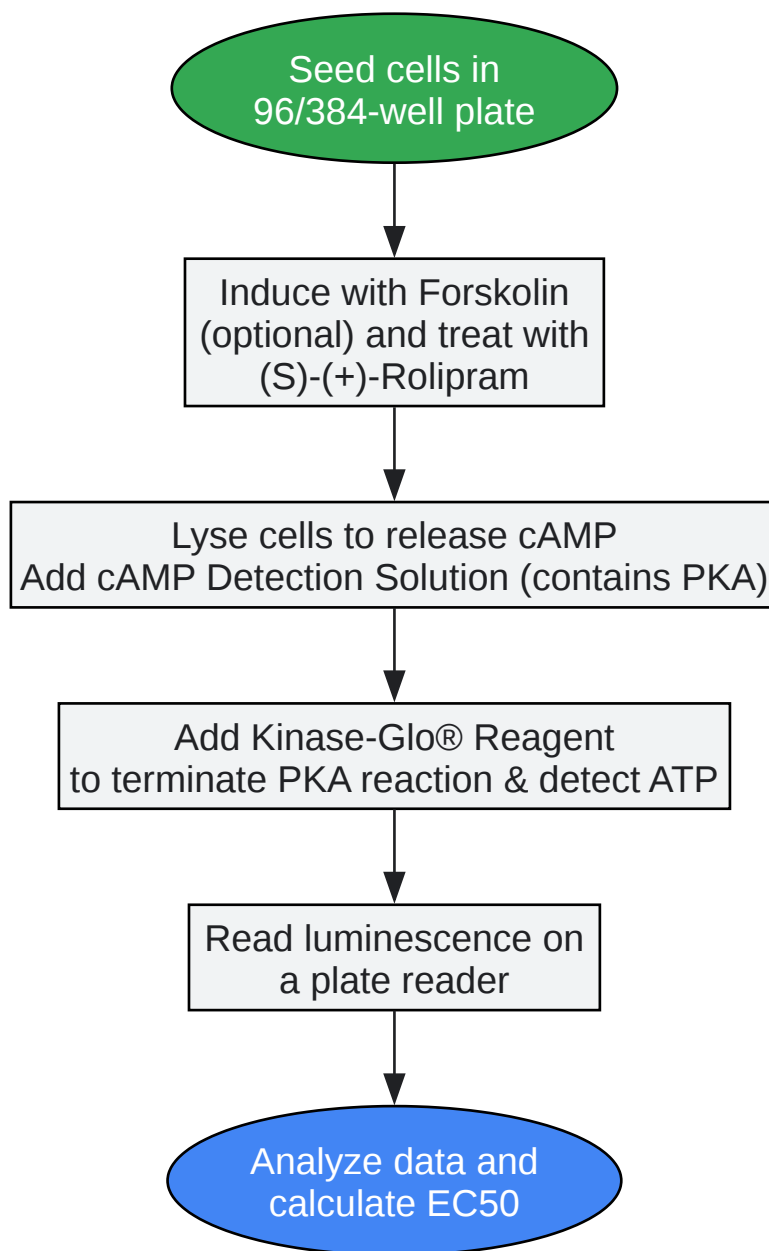 Seed cells in
96/384-well plate
Induce with Forskolin
(optional) and treat with
(S)-(+)-Rolipram
Lyse cells to release cAMP
Add cAMP Detection Solution (contains PKA)
Add Kinase-Glo® Reagent
to terminate PKA reaction & detect ATP
Read luminescence on
a plate reader
Analyze data and
calculate EC50